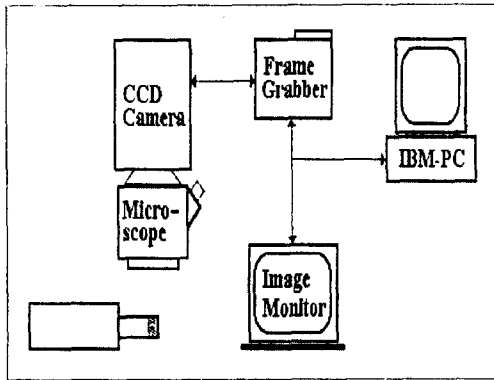 CCD
Camera
Frame
Grabber
IBM-PC
Micro-
scope
Image
Monitor